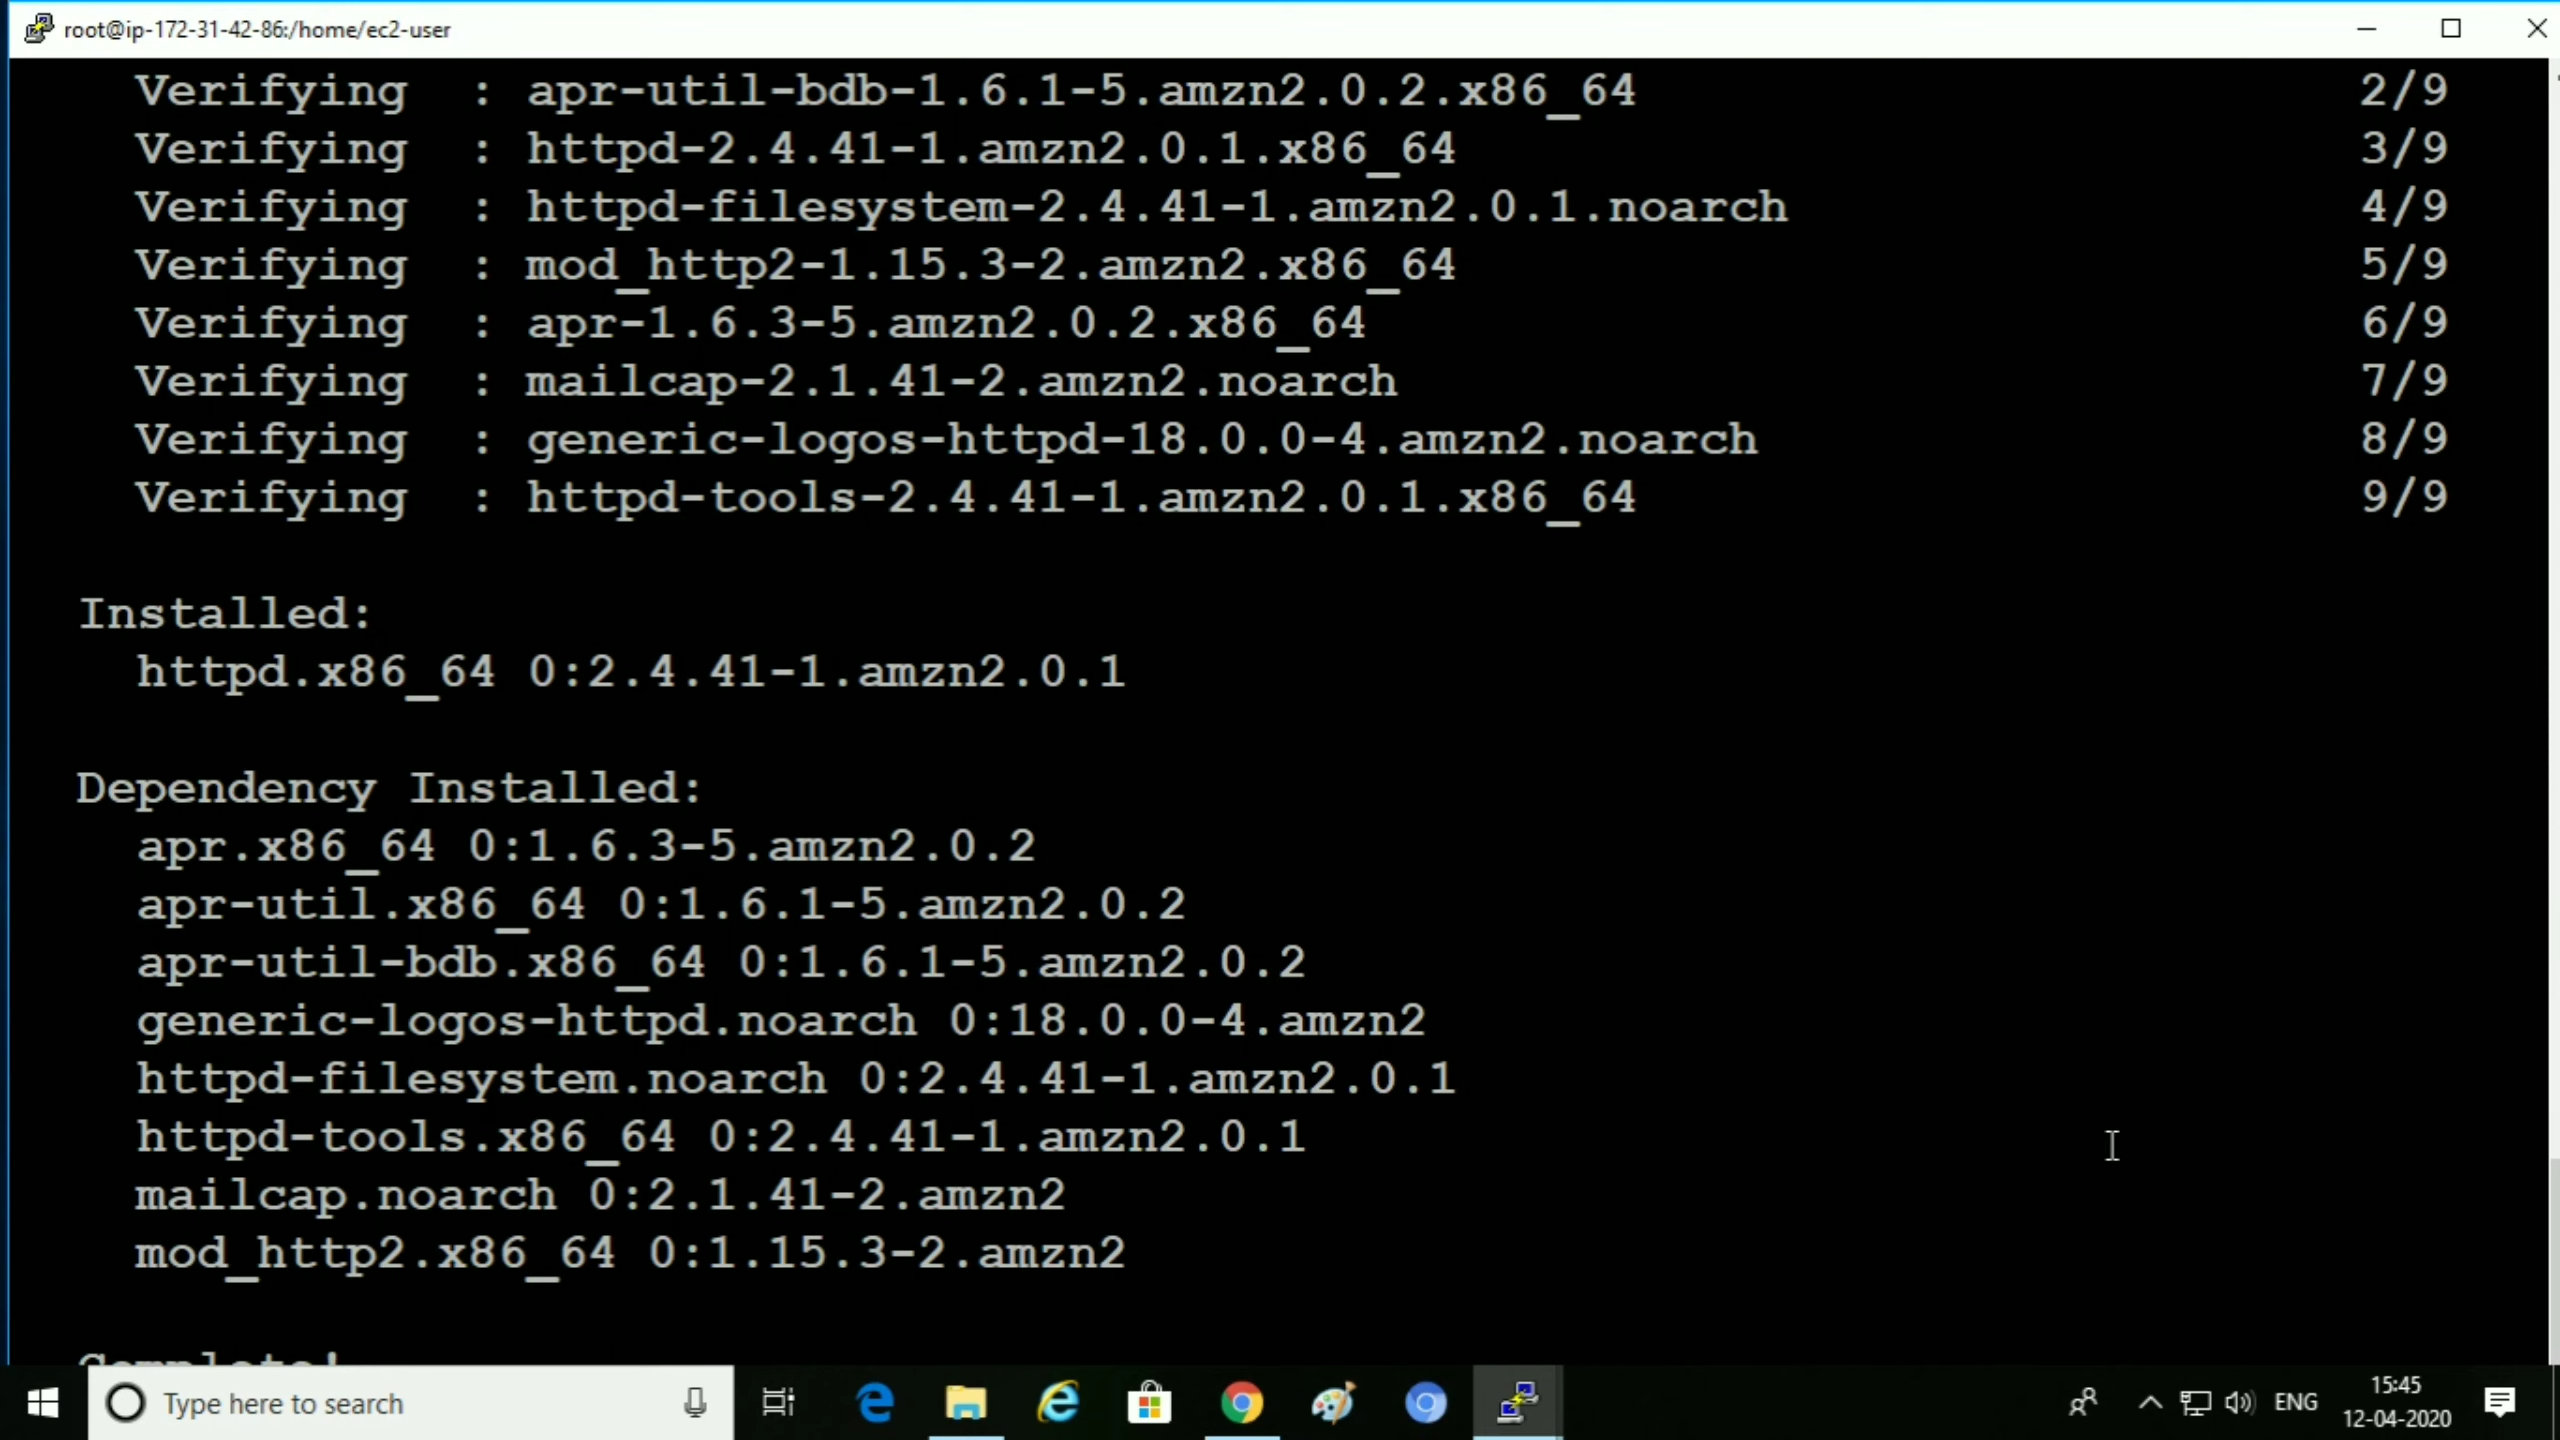 root@ip-172-31-42-86:/home/ec2-user
Verifying : apr-util-bdb-1.6.1-5.amzn2.0.2.x86_64 2/9
Verifying : httpd-2.4.41-1.amzn2.0.1.x86_64 3/9
Verifying : httpd-filesystem-2.4.41-1.amzn2.0.1.noarch 4/9
Verifying : mod_http2-1.15.3-2.amzn2.x86_64 5/9
Verifying : apr-1.6.3-5.amzn2.0.2.x86_64 6/9
Verifying : mailcap-2.1.41-2.amzn2.noarch 7/9
Verifying : generic-logos-httpd-18.0.0-4.amzn2.noarch 8/9
Verifying : httpd-tools-2.4.41-1.amzn2.0.1.x86_64 9/9
Installed:
httpd.x86_64 0:2.4.41-1.amzn2.0.1
Dependency Installed:
apr.x86_64 0:1.6.3-5.amzn2.0.2
apr-util.x86_64 0:1.6.1-5.amzn2.0.2
apr-util-bdb.x86_64 0:1.6.1-5.amzn2.0.2
generic-logos-httpd.noarch 0:18.0.0-4.amzn2
httpd-filesystem.noarch 0:2.4.41-1.amzn2.0.1
httpd-tools.x86_64 0:2.4.41-1.amzn2.0.1
mailcap.noarch 0:2.1.41-2.amzn2
mod_http2.x86_64 0:1.15.3-2.amzn2
Complete!
Type here to search
ENG
15:45
12-04-2020